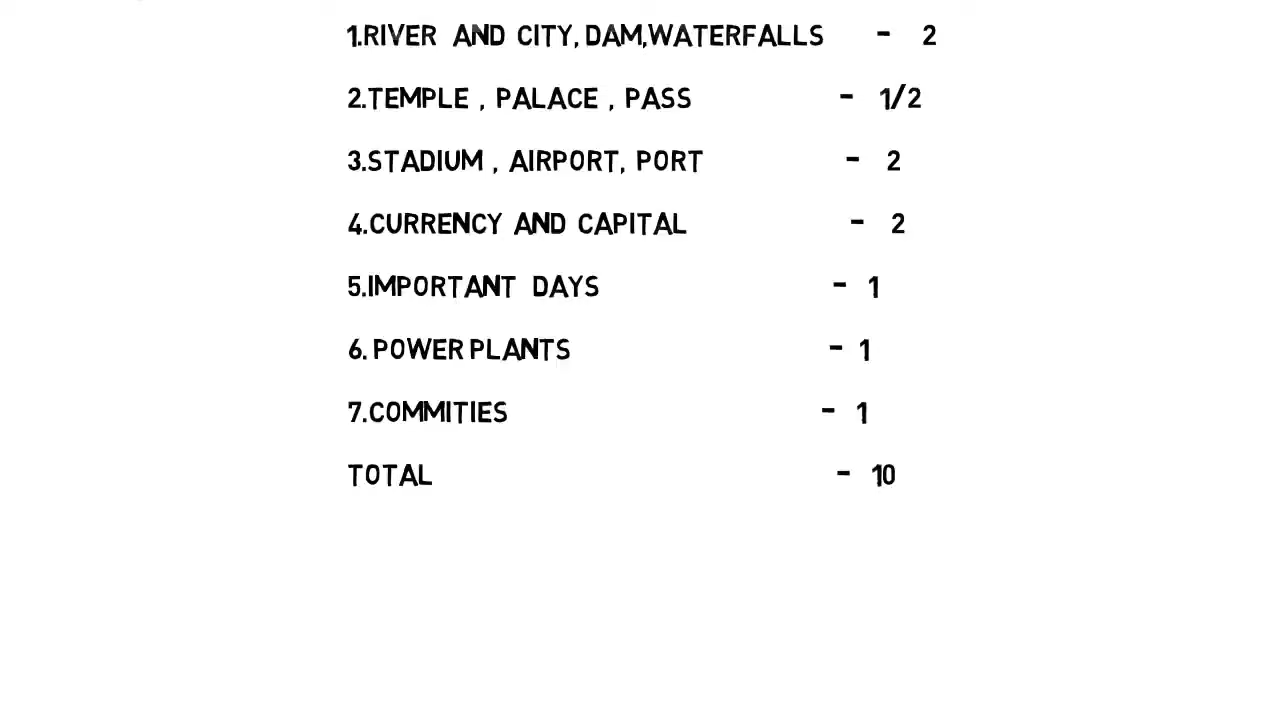 1.RIVER AND CITY, DAM,WATERFALLS - 2
2.TEMPLE , PALACE , PASS - 1/2
3.STADIUM , AIRPORT, PORT - 2
4.CURRENCY AND CAPITAL - 2
5.IMPORTANT DAYS - 1
6. POWER PLANTS - 1
7.COMMITIES - 1
TOTAL - 10